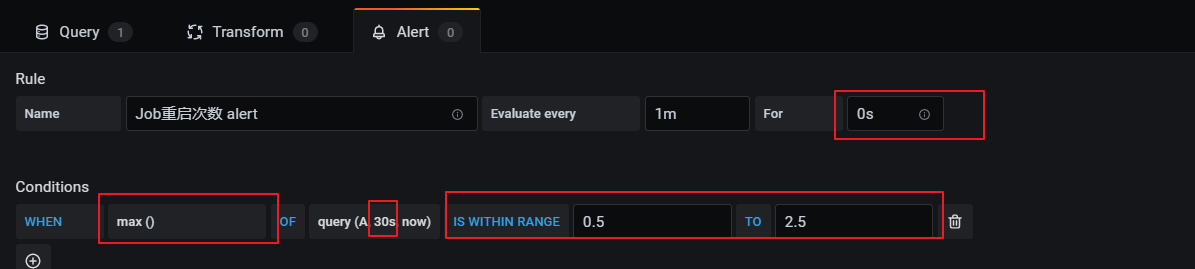 Query 1 Transform 0 Alert 0
Rule
Name Job重启次数 alert Evaluate every 1m For 0s
Conditions
WHEN max () OF query (A, 30s, now) IS WITHIN RANGE 0.5 TO 2.5